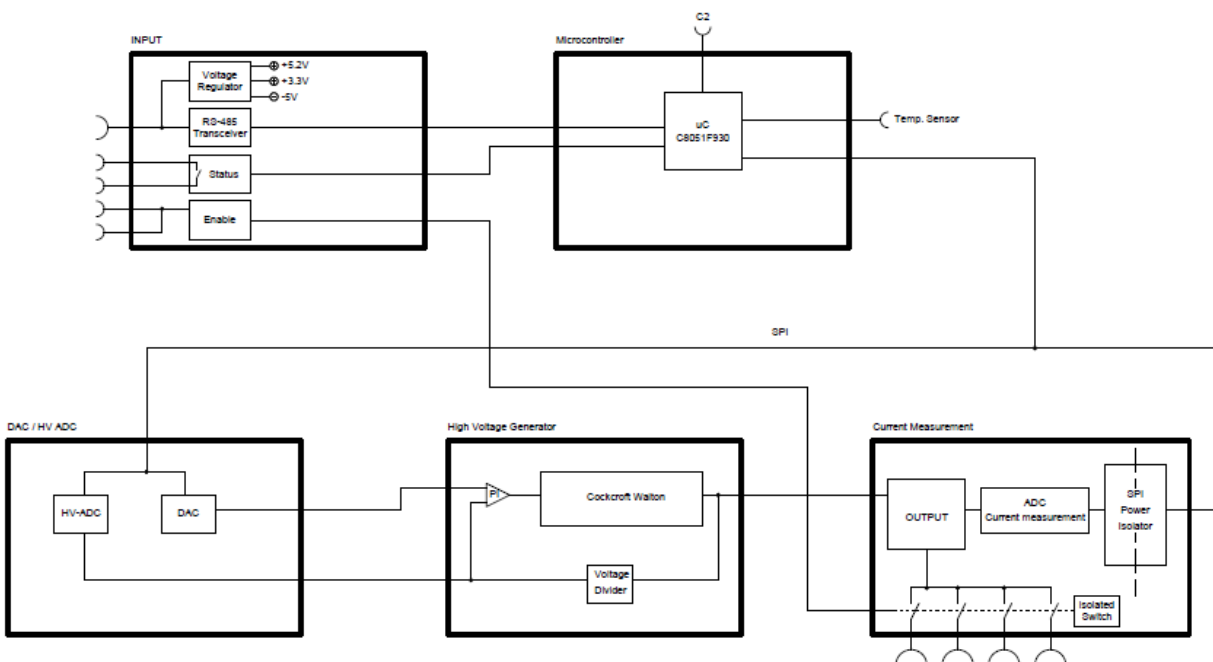 C2
INPUT
Microcontroller
Voltage
Regulator
+5.2V
+3.3V
-5V
RS-485
Transceiver
uC
C8051F930
Temp. Sensor
Status
Enable
SPI
DAC / HV ADC
High Voltage Generator
Current Measurement
HV-ADC
DAC
PI
Cockcroft Walton
OUTPUT
ADC
Current measurement
SPI
Power
Isolator
Voltage
Divider
Isolated
Switch